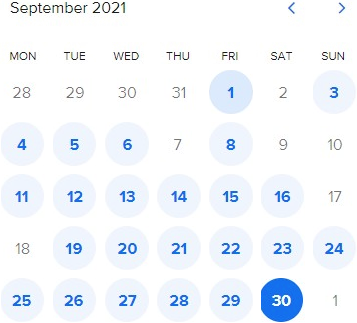 September 2021
MON TUE WED THU FRI SAT SUN
28 29 30 31 1 2 3
4 5 6 7 8 9 10
11 12 13 14 15 16 17
18 19 20 21 22 23 24
25 26 27 28 29 30 1